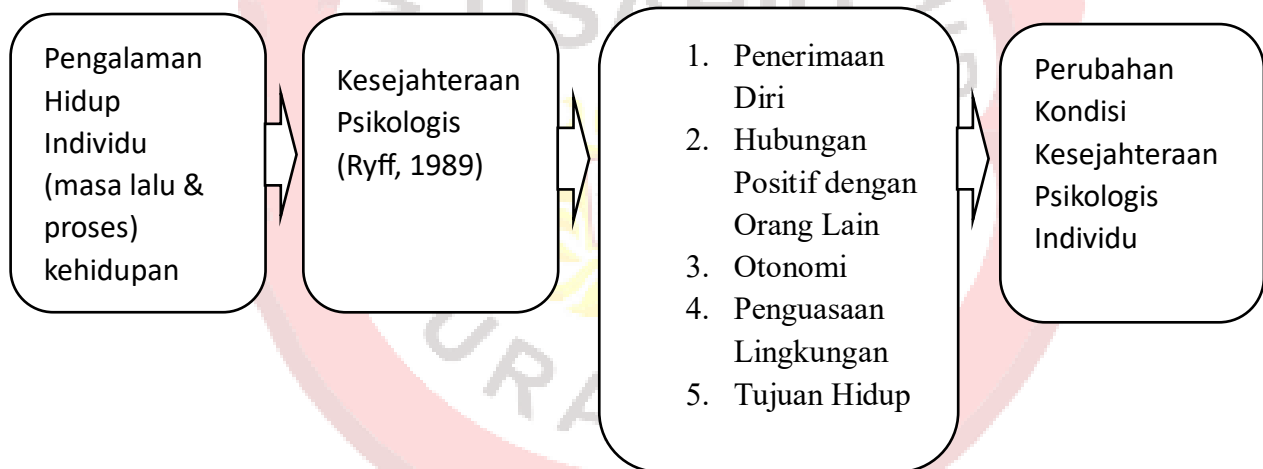 Pengalaman
Hidup
Individu
(masa lalu &
proses)
kehidupan
Kesejahteraan
Psikologis
(Ryff, 1989)
1. Penerimaan
Diri
2. Hubungan
Positif dengan
Orang Lain
3. Otonomi
4. Penguasaan
Lingkungan
5. Tujuan Hidup
Perubahan
Kondisi
Kesejahteraan
Psikologis
Individu